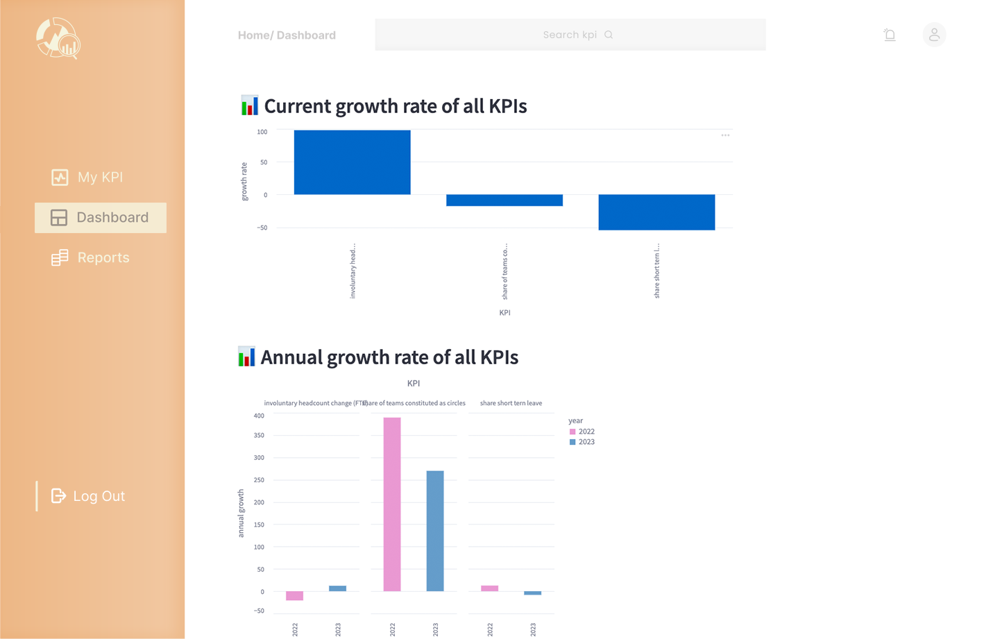 Home/ Dashboard
Search kpi
My KPI
Dashboard
Reports
Log Out
Current growth rate of all KPIs
growth rate
100
50
0
−50
involuntary head...
share of teams co...
share short tern l...
KPI
Annual growth rate of all KPIs
KPI
involuntary headcount change (FTE)
share of teams constituted as circles
share short tern leave
annual growth
400
350
300
250
200
150
100
50
0
−50
2022
2023
2022
2023
2022
2023
year
2022
2023